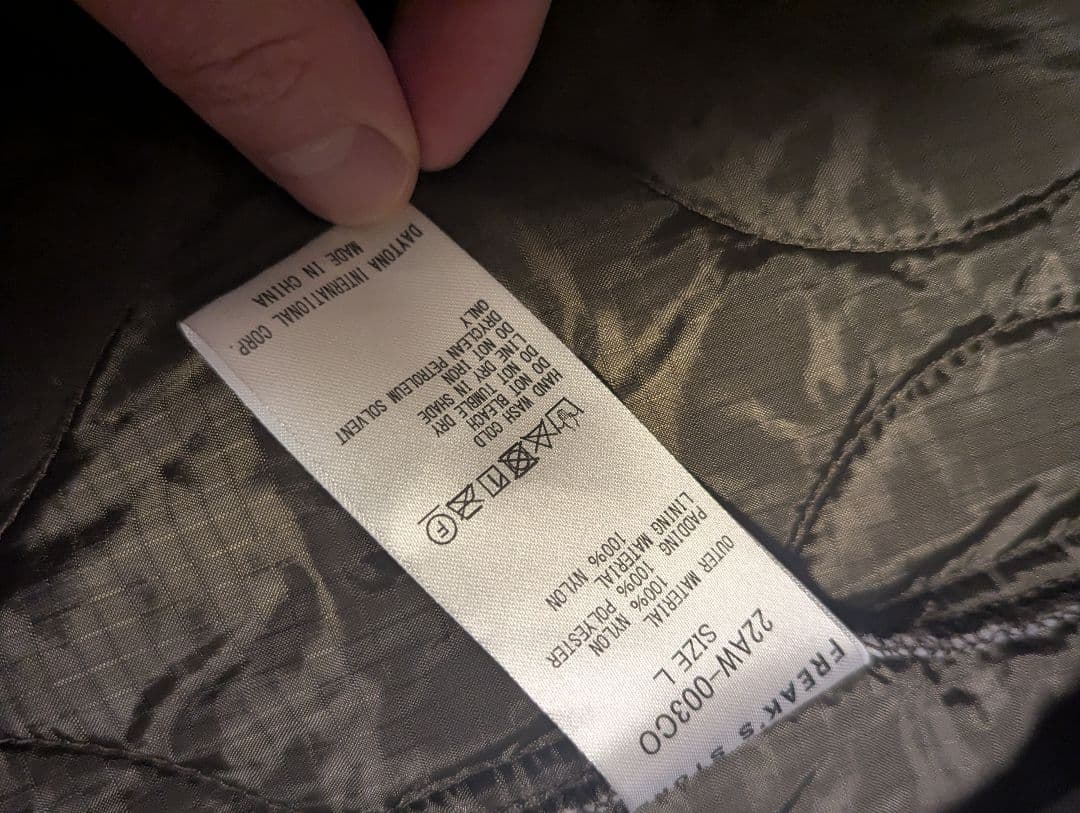 FREAK'S
22AW-003CO
SIZE L
OUTER MATERIAL
100% NYLON
PADDING
100% POLYESTER
LINING MATERIAL
100% NYLON
F
HAND WASH COLD
DO NOT BLEACH
DO NOT TUMBLE DRY
LINE DRY IN SHADE
DO NOT IRON
DRYCLEAN PETROLEUM SOLVENT
ONLY
DAYTONA INTERNATIONAL CORP.
MADE IN CHINA